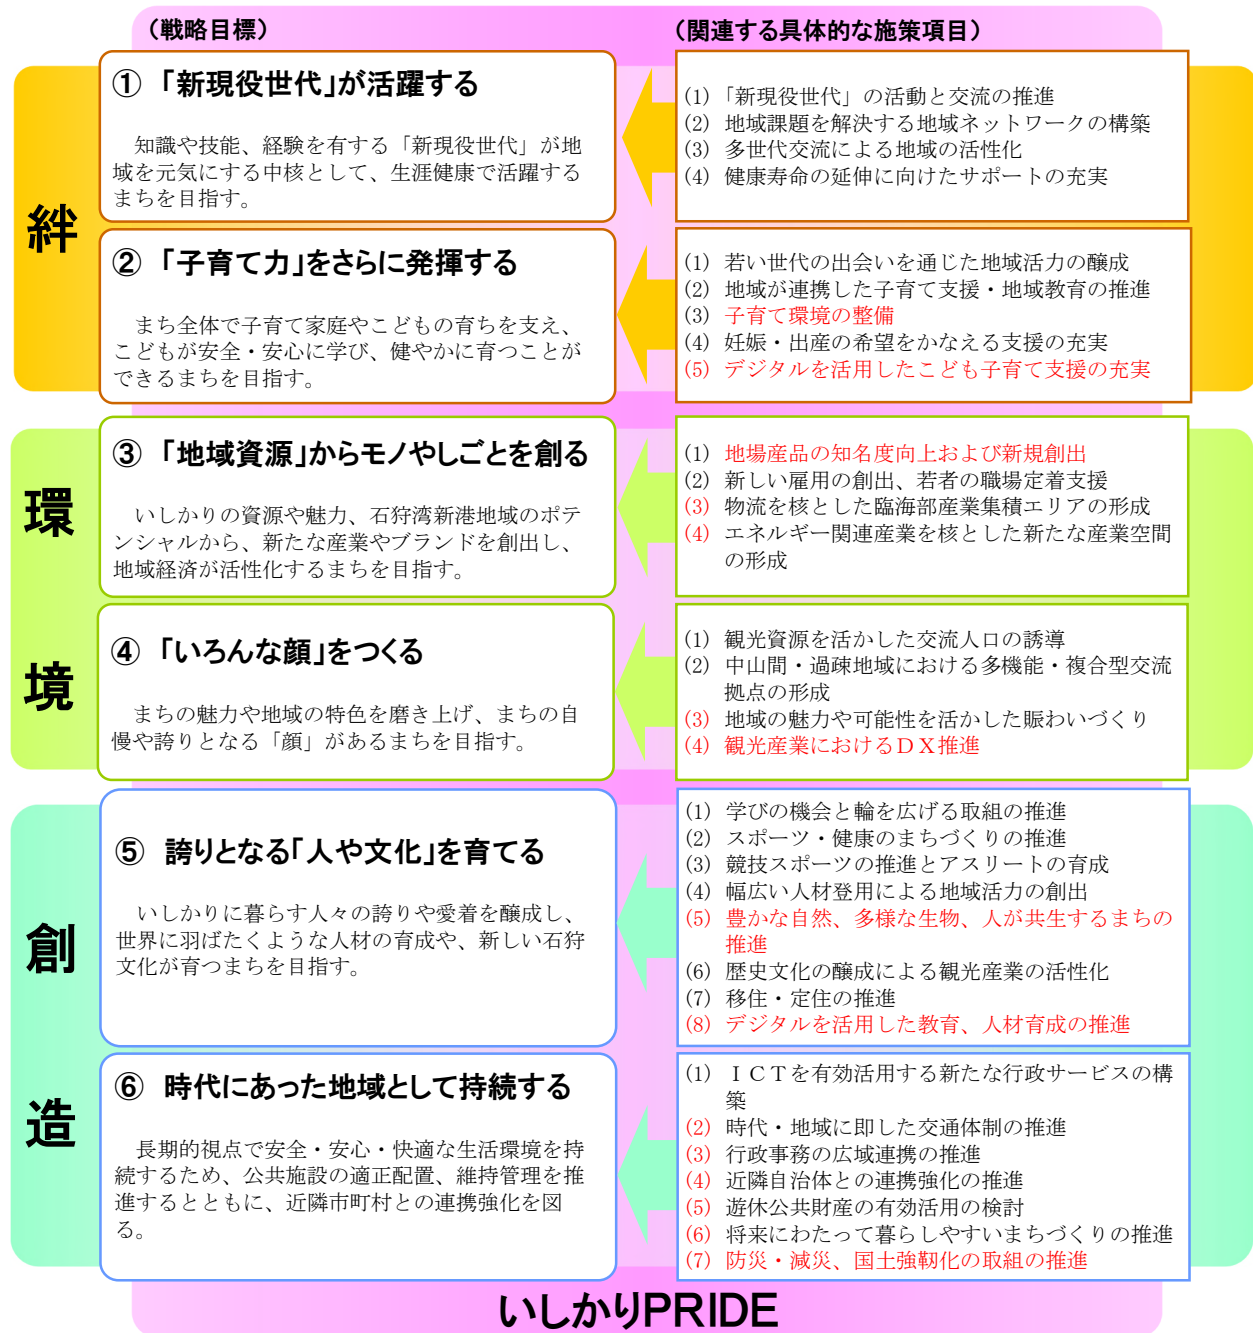 （戦略目標）
（関連する具体的な施策項目）
絆
① 「新現役世代」が活躍する
知識や技能、経験を有する「新現役世代」が地
域を元気にする中核として、生涯健康で活躍する
まちを目指す。
(1) 「新現役世代」の活動と交流の推進
(2) 地域課題を解決する地域ネットワークの構築
(3) 多世代交流による地域の活性化
(4) 健康寿命の延伸に向けたサポートの充実
② 「子育て力」をさらに発揮する
まち全体で子育て家庭やこどもの育ちを支え、
こどもが安全・安心に学び、健やかに育つことが
できるまちを目指す。
(1) 若い世代の出会いを通じた地域活力の醸成
(2) 地域が連携した子育て支援・地域教育の推進
(3) 子育て環境の整備
(4) 妊娠・出産の希望をかなえる支援の充実
(5) デジタルを活用したこども子育て支援の充実
環
境
③ 「地域資源」からモノやしごとを創る
いしかりの資源や魅力、石狩湾新港地域のポテ
ンシャルから、新たな産業やブランドを創出し、
地域経済が活性化するまちを目指す。
(1) 地場産品の知名度向上および新規創出
(2) 新しい雇用の創出、若者の職場定着支援
(3) 物流を核とした臨海部産業集積エリアの形成
(4) エネルギー関連産業を核とした新たな産業空間
の形成
④ 「いろんな顔」をつくる
まちの魅力や地域の特色を磨き上げ、まちの自
慢や誇りとなる「顔」があるまちを目指す。
(1) 観光資源を活かした交流人口の誘導
(2) 中山間・過疎地域における多機能・複合型交流
拠点の形成
(3) 地域の魅力や可能性を活かした賑わいづくり
(4) 観光産業におけるＤＸ推進
創
造
⑤ 誇りとなる「人や文化」を育てる
いしかりに暮らす人々の誇りや愛着を醸成し、
世界に羽ばたくような人材の育成や、新しい石狩
文化が育つまちを目指す。
(1) 学びの機会と輪を広げる取組の推進
(2) スポーツ・健康のまちづくりの推進
(3) 競技スポーツの推進とアスリートの育成
(4) 幅広い人材登用による地域活力の創出
(5) 豊かな自然、多様な生物、人が共生するまちの
推進
(6) 歴史文化の醸成による観光産業の活性化
(7) 移住・定住の推進
(8) デジタルを活用した教育、人材育成の推進
⑥ 時代にあった地域として持続する
長期的視点で安全・安心・快適な生活環境を持
続するため、公共施設の適正配置、維持管理を推
進するとともに、近隣市町村との連携強化を図
る。
(1) ＩＣＴを有効活用する新たな行政サービスの構
築
(2) 時代・地域に即した交通体制の推進
(3) 行政事務の広域連携の推進
(4) 近隣自治体との連携強化の推進
(5) 遊休公共財産の有効活用の検討
(6) 将来にわたって暮らしやすいまちづくりの推進
(7) 防災・減災、国土強靭化の取組の推進
いしかりPRIDE